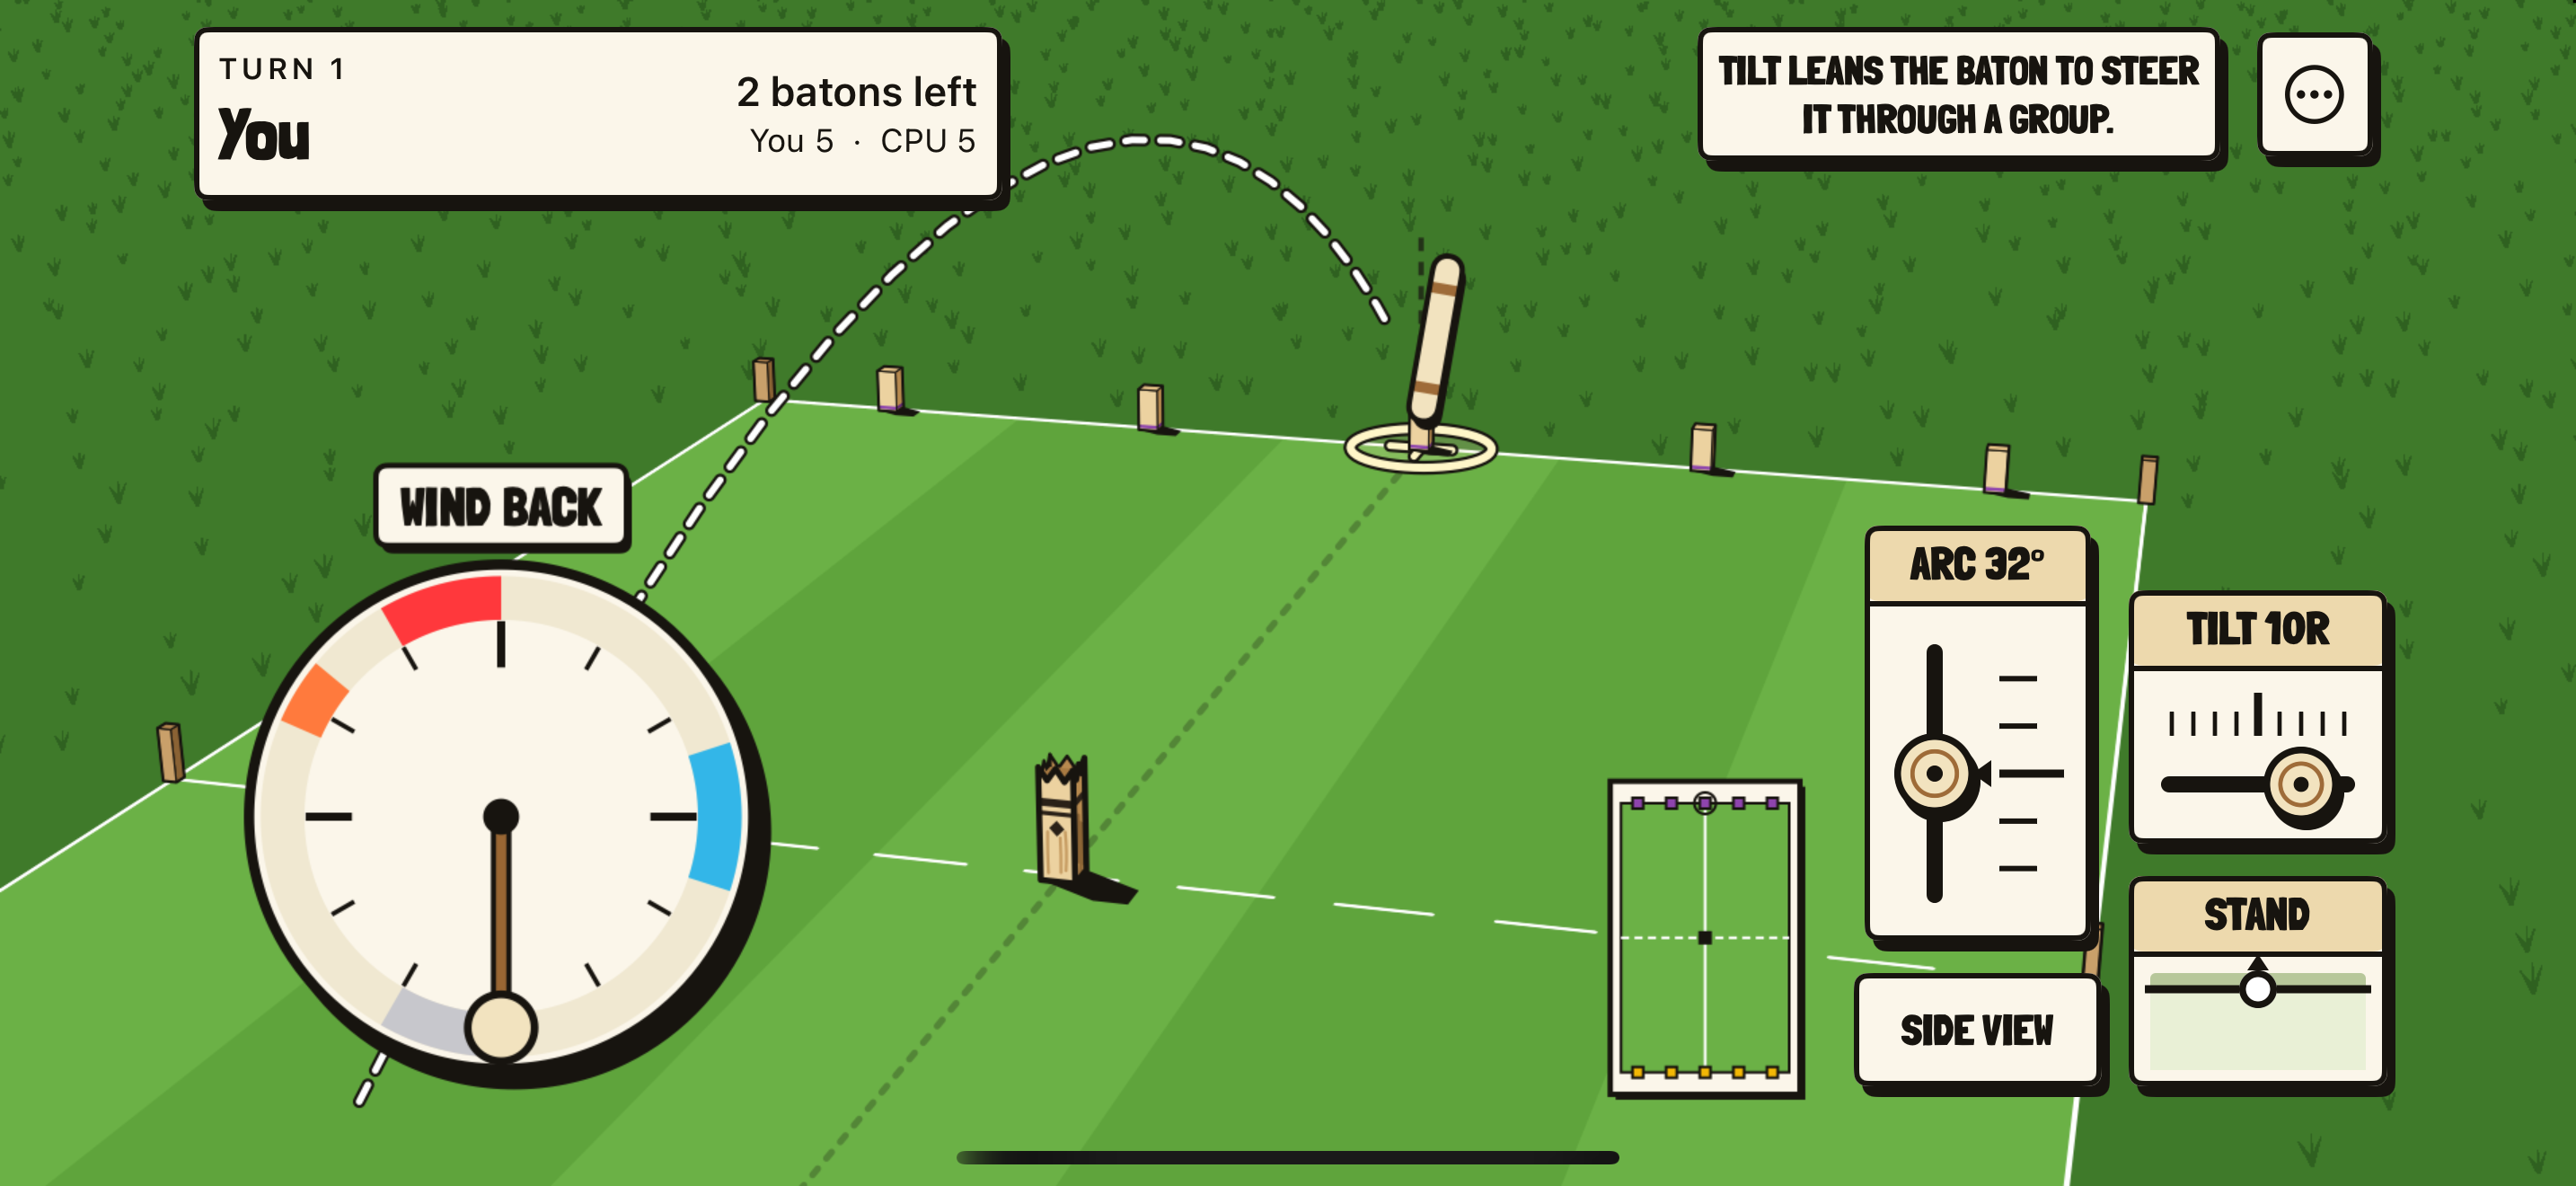 TURN 1
You
2 batons left
You 5 · CPU 5
TILT LEANS THE BATON TO STEER
IT THROUGH A GROUP.
WIND BACK
ARC 32°
TILT 10R
STAND
SIDE VIEW